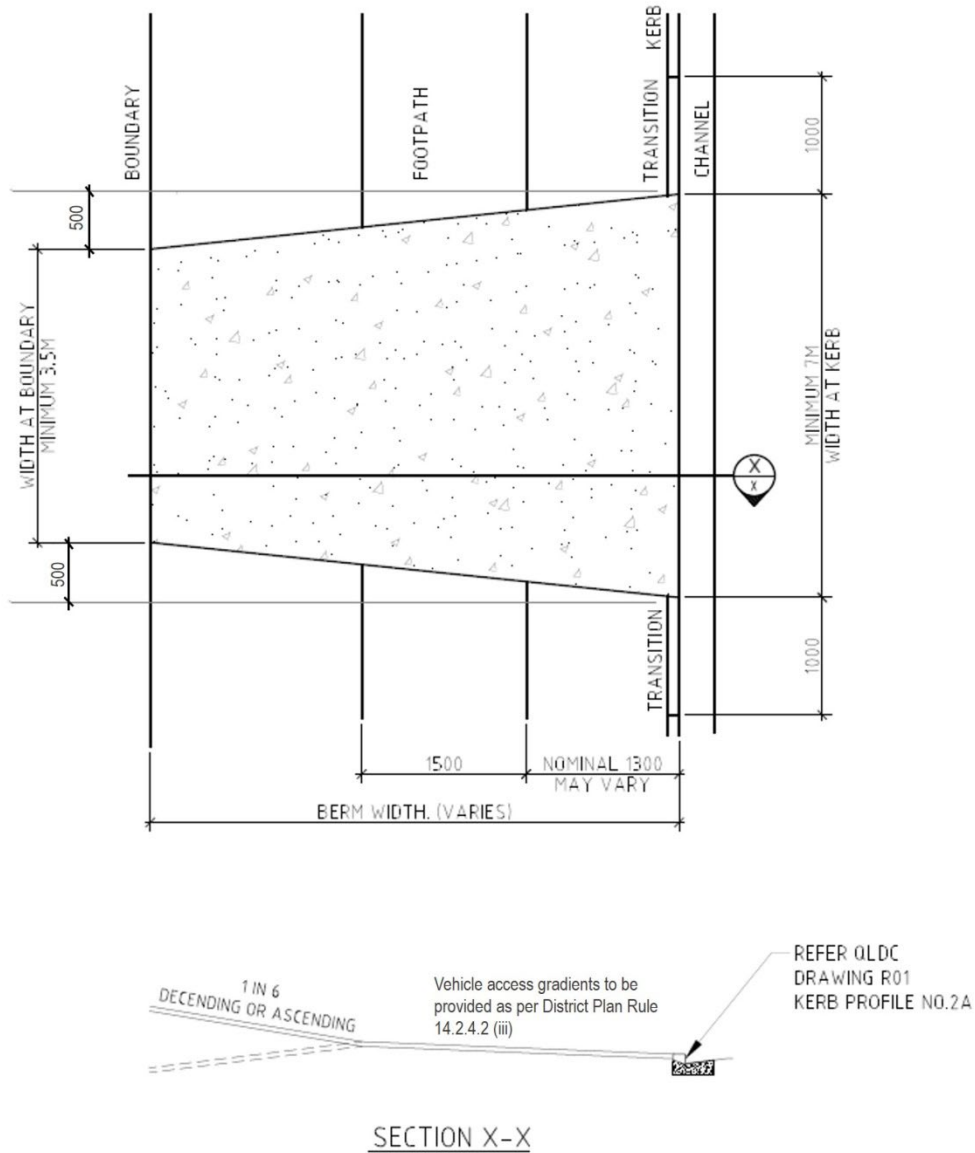 BOUNDARY
FOOTPATH
TRANSITION
KERB
CHANNEL
1000
500
WIDTH AT BOUNDARY
MINIMUM 3.5M
MINIMUM 7M
WIDTH AT KERB
X
X
500
TRANSITION
1000
1500
NOMINAL 1300
MAY VARY
BERM WIDTH. (VARIES)
1 IN 6
DECENDING OR ASCENDING
Vehicle access gradients to be
provided as per District Plan Rule
14.2.4.2 (iii)
REFER QLDC
DRAWING R01
KERB PROFILE NO.2A
SECTION X-X